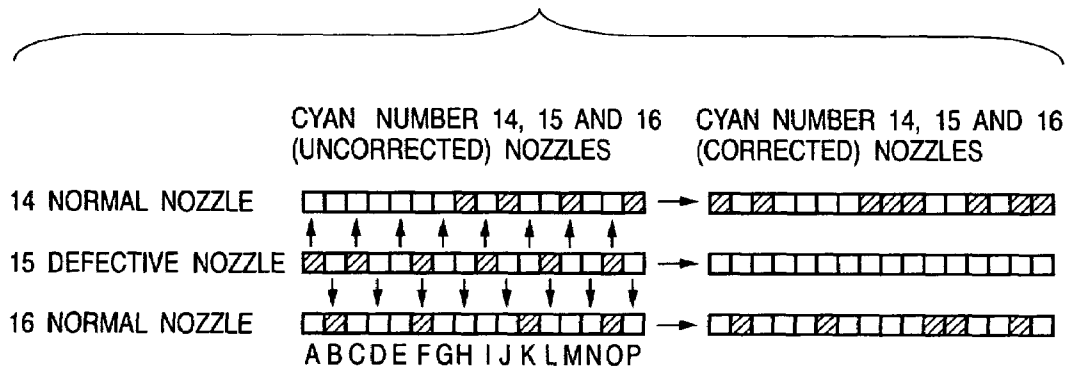 CYAN NUMBER 14, 15 AND 16 (UNCORRECTED) NOZZLES
CYAN NUMBER 14, 15 AND 16 (CORRECTED) NOZZLES
14 NORMAL NOZZLE
15 DEFECTIVE NOZZLE
16 NORMAL NOZZLE
A B C D E F G H I J K L M N O P